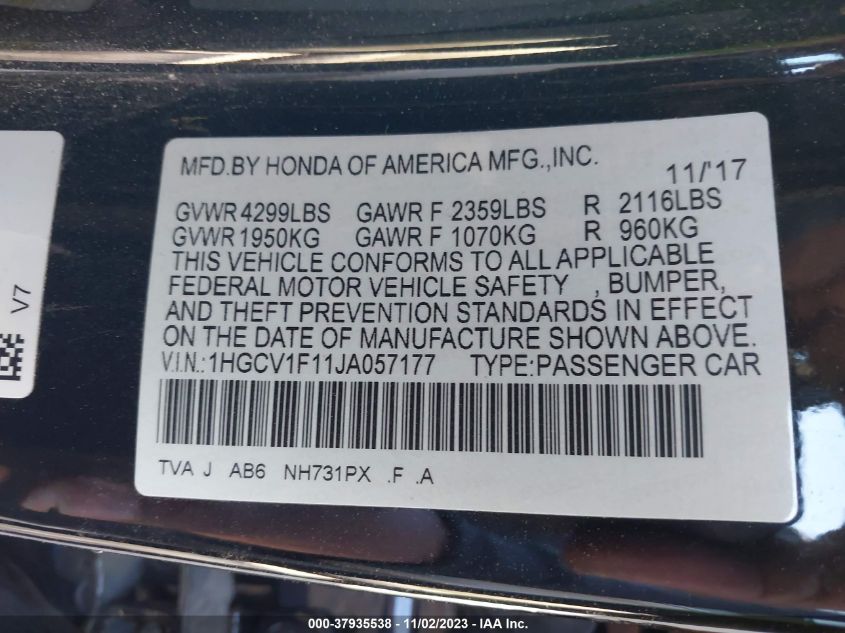 MFD.BY HONDA OF AMERICA MFG.,INC. 11/'17
GVWR 4299LBS GAWR F 2359LBS R 2116LBS
GVWR 1950KG GAWR F 1070KG R 960KG
THIS VEHICLE CONFORMS TO ALL APPLICABLE
FEDERAL MOTOR VEHICLE SAFETY , BUMPER,
AND THEFT PREVENTION STANDARDS IN EFFECT
ON THE DATE OF MANUFACTURE SHOWN ABOVE.
V.I.N.:1HGCV1F11JA057177 TYPE:PASSENGER CAR
TVA J AB6 NH731PX .F .A
V7
000-37935538 - 11/02/2023 - IAA Inc.